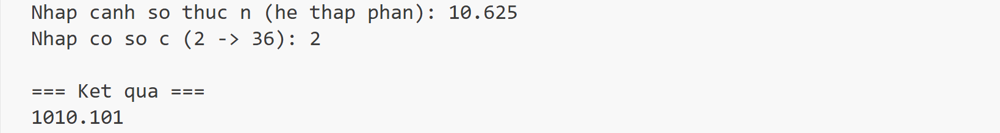 Nhap canh so thuc n (he thap phan): 10.625
Nhap co so c (2 -> 36): 2
=== Ket qua ===
1010.101